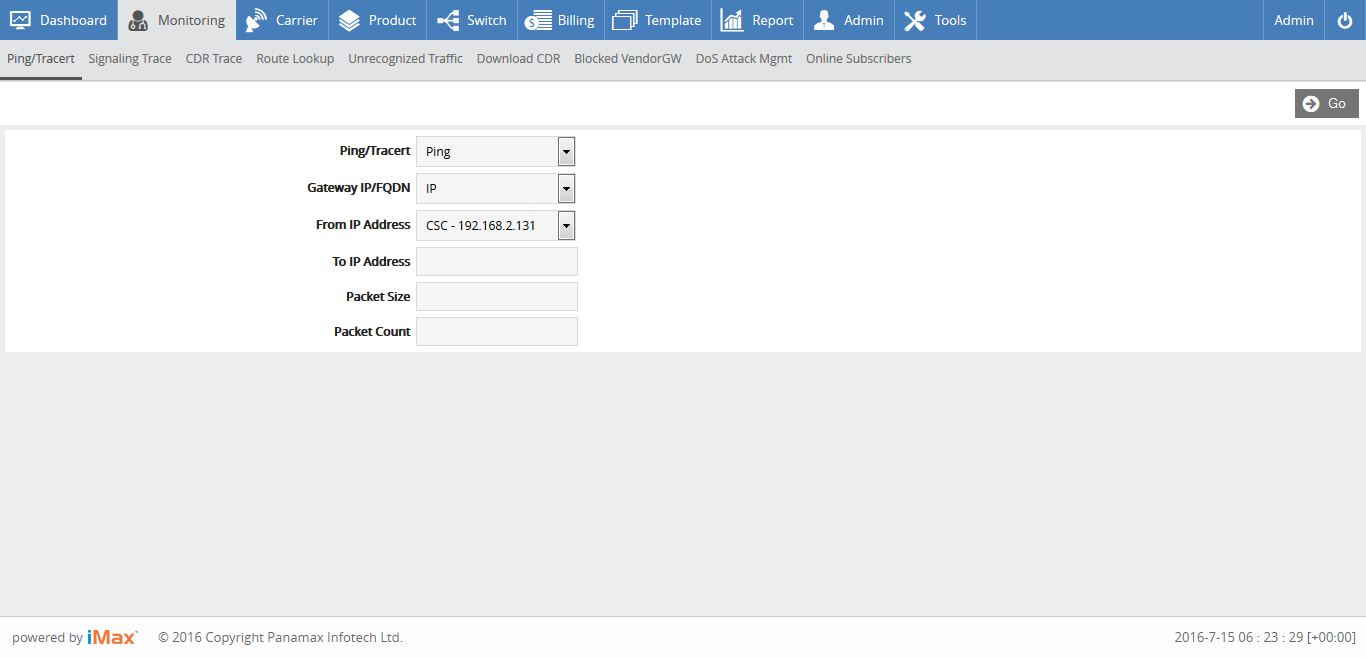 Dashboard Monitoring Carrier Product Switch Billing Template Report Admin Tools Admin
Ping/Tracert Signaling Trace CDR Trace Route Lookup Unrecognized Traffic Download CDR Blocked VendorGW DoS Attack Mgmt Online Subscribers
Go
Ping/Tracert Ping
Gateway IP/FQDN IP
From IP Address CSC - 192.168.2.131
To IP Address
Packet Size
Packet Count
powered by iMax © 2016 Copyright Panamax Infotech Ltd. 2016-7-15 06 : 23 : 29 [+00:00]